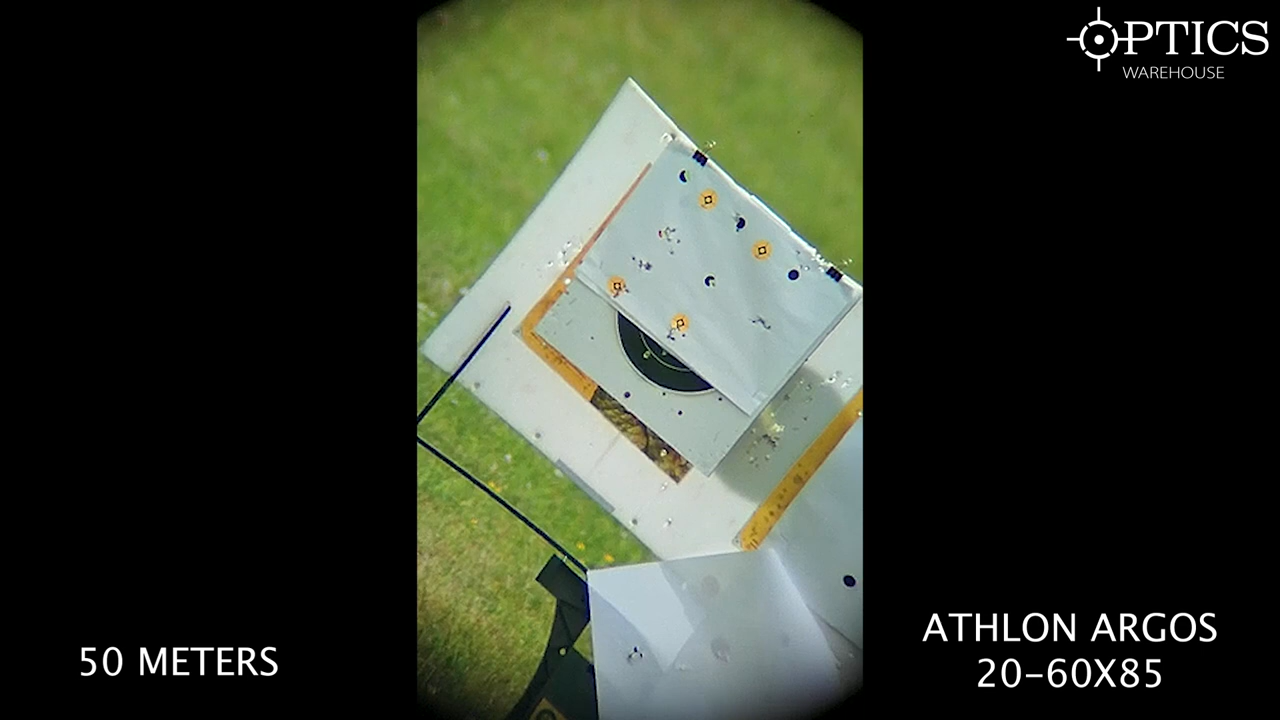 OPTICS
WAREHOUSE
50 METERS
ATHLON ARGOS
20-60X85